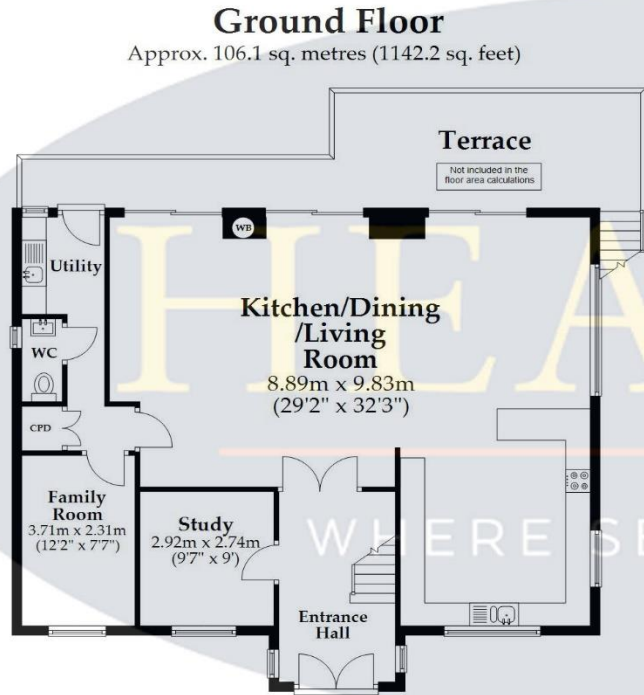 Ground Floor
Approx. 106.1 sq. metres (1142.2 sq. feet)
Terrace
Not included in the
floor area calculations
WB
Utility
Kitchen/Dining
/Living
Room
8.89m x 9.83m
(29'2" x 32'3")
WC
CPD
Family
Room
3.71m x 2.31m
(12'2" x 7'7")
Study
2.92m x 2.74m
(9'7" x 9')
Entrance
Hall
HEA
WHERE SE